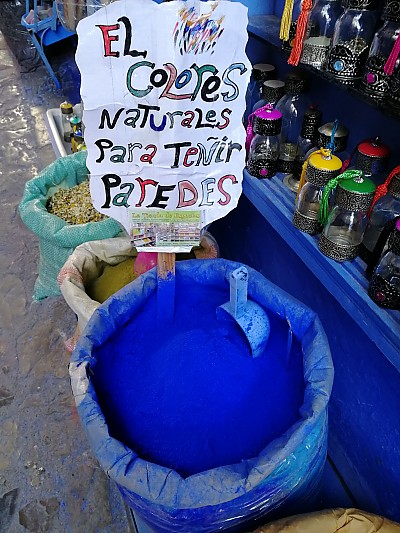 EL
COLORES
NATURALES
PARA TEÑIR
PAREDES